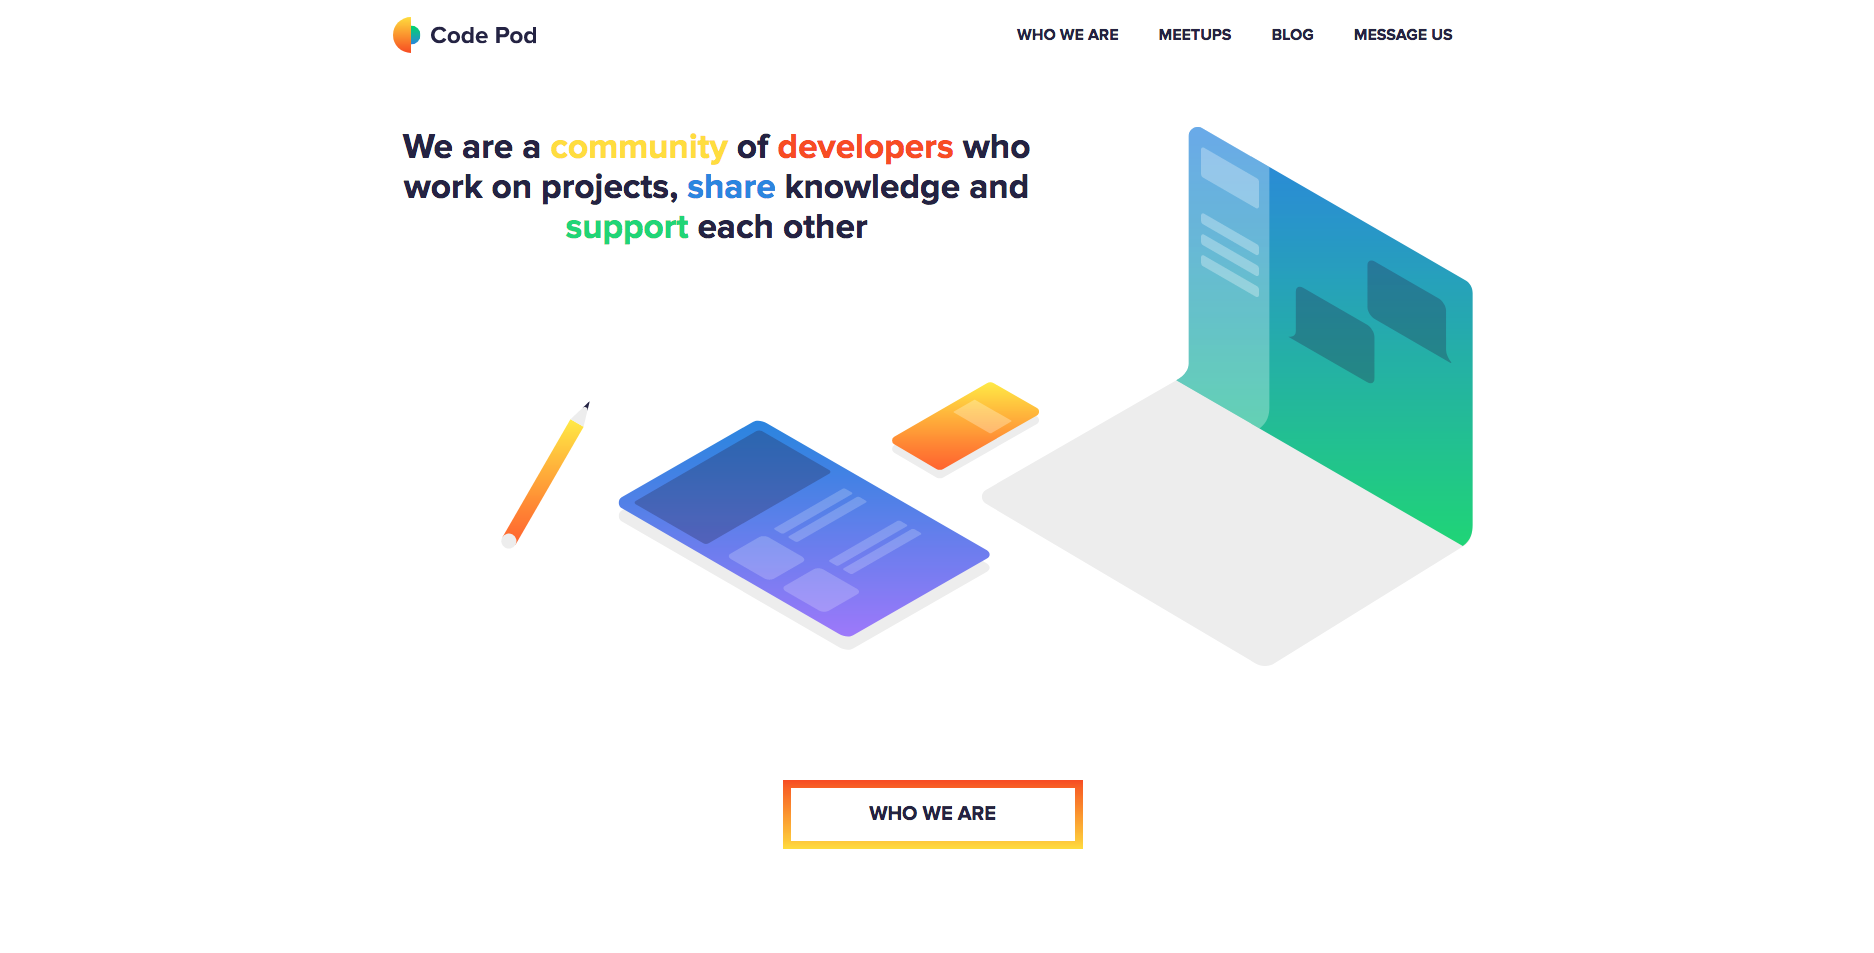 Code Pod
WHO WE ARE
MEETUPS
BLOG
MESSAGE US
We are a community of developers who
work on projects, share knowledge and
support each other
WHO WE ARE